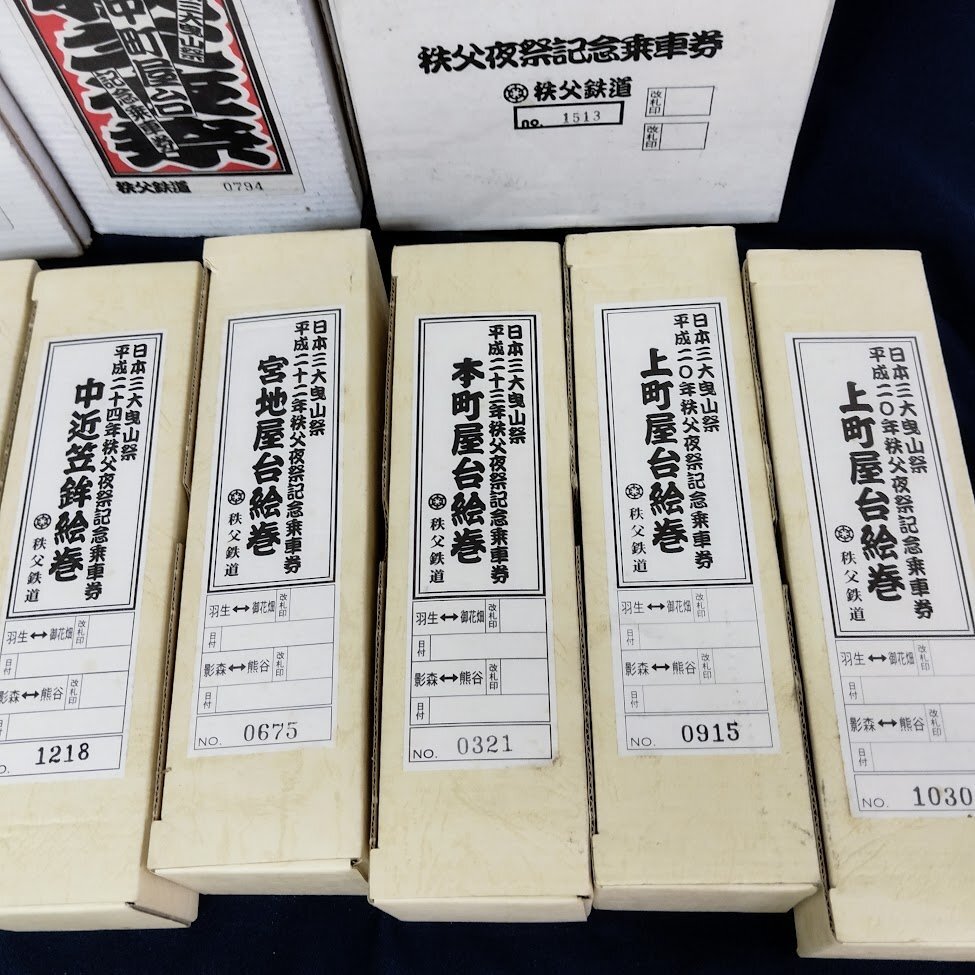 三大曳山祭
中町屋台
記念乗車券
秩父鉄道 0794
秩父夜祭記念乗車券
秩父鉄道
改札印
no. 1513
改札印
日本三大曳山祭
平成二十四年秩父夜祭記念乗車券
中近笠鉾絵巻
秩父鉄道
羽生↔御花畑 改札印
日付
影森↔熊谷 改札印
日付
1218
日本三大曳山祭
平成二十二年秩父夜祭記念乗車券
宮地屋台絵巻
秩父鉄道
羽生↔御花畑 改札印
日付
影森↔熊谷 改札印
日付
NO. 0675
日本三大曳山祭
平成二十三年秩父夜祭記念乗車券
本町屋台絵巻
秩父鉄道
羽生↔御花畑 改札印
日付
影森↔熊谷 改札印
日付
NO. 0321
日本三大曳山祭
平成二〇年秩父夜祭記念乗車券
上町屋台絵巻
秩父鉄道
羽生↔御花畑 改札印
日付
影森↔熊谷 改札印
日付
NO. 0915
日本三大曳山祭
平成二〇年秩父夜祭記念乗車券
上町屋台絵巻
秩父鉄道
羽生↔御花畑 改札印
日付
影森↔熊谷 改札印
日付
NO. 1030